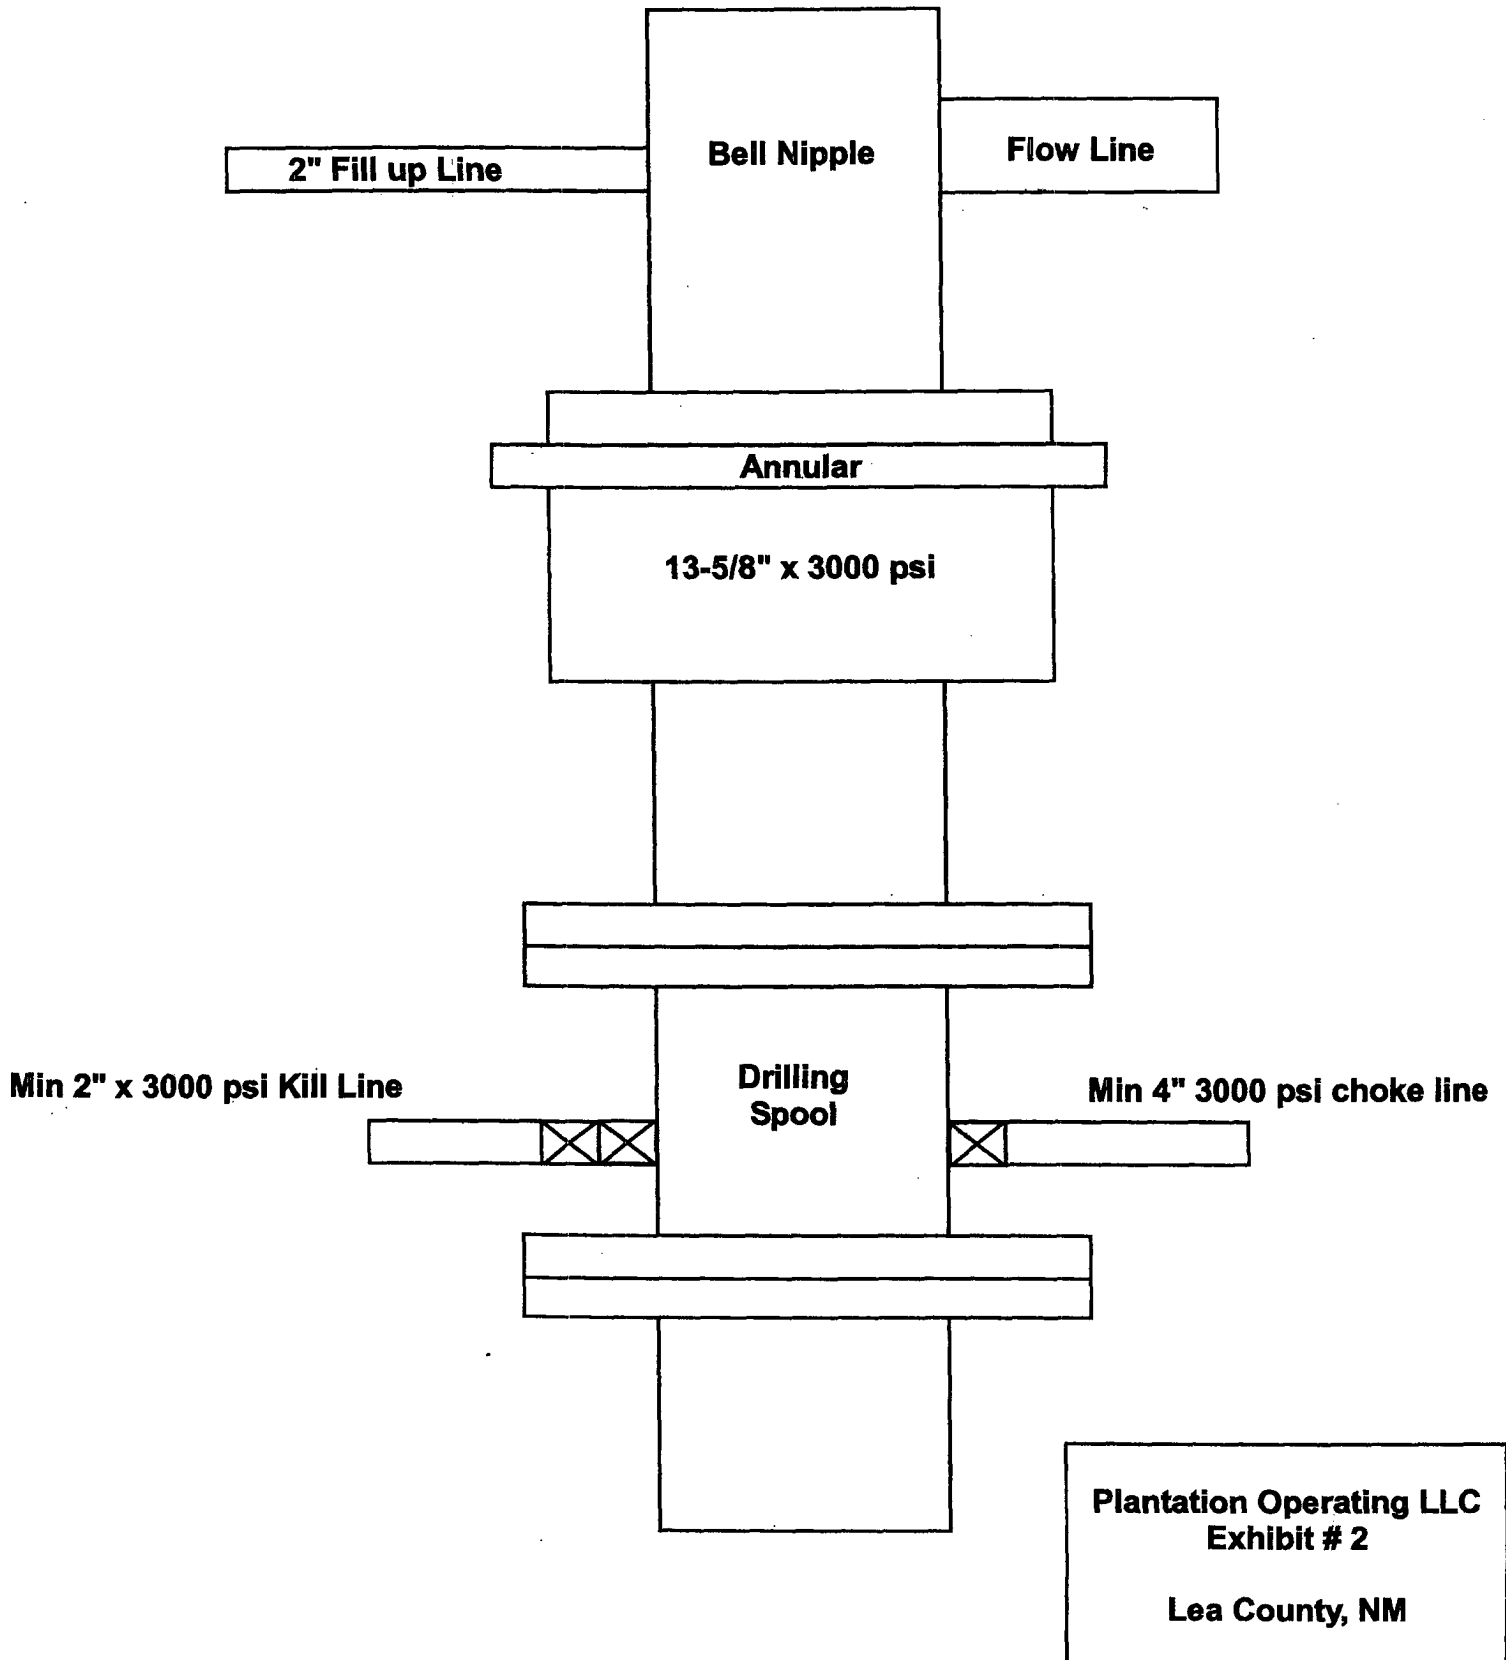 Bell Nipple
Flow Line
2" Fill up Line
Annular
13-5/8" x 3000 psi
Min 2" x 3000 psi Kill Line
Drilling
Spool
Min 4" 3000 psi choke line
Plantation Operating LLC
Exhibit # 2
Lea County, NM